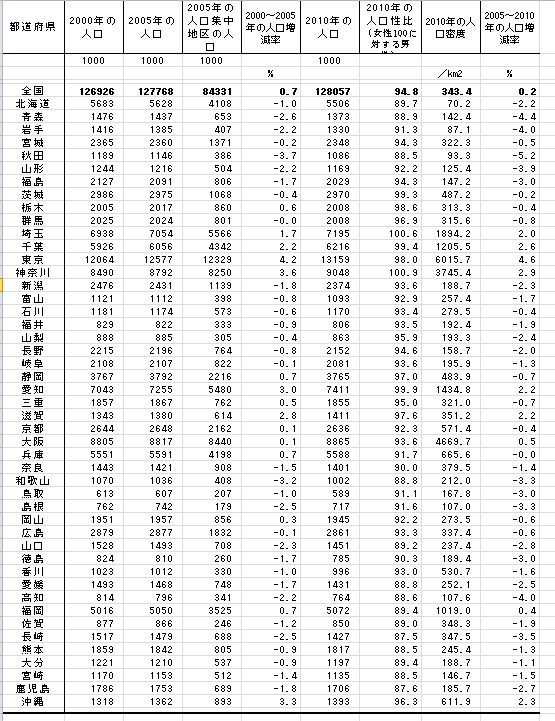 都道府県 2000年の人口 2005年の人口 2005年の人口集中地区の人口 2000～2005年の人口増減率 2010年の人口 2010年の人口性比(女性100に対する男 2010年の人口密度 2005～2010年の人口増減率
1000 1000 1000 1000
% ／km2 %
全国 126926 127768 84331 0.7 128057 94.8 343.4 0.2
北海道 5683 5628 4108 -1.0 5506 89.7 70.2 -2.2
青森 1476 1437 653 -2.6 1373 88.9 142.4 -4.4
岩手 1416 1385 407 -2.2 1330 91.3 87.1 -4.0
宮城 2365 2360 1371 -0.2 2348 94.3 322.3 -0.5
秋田 1189 1146 386 -3.7 1086 88.5 93.3 -5.2
山形 1244 1216 504 -2.2 1169 92.2 125.4 -3.9
福島 2127 2091 806 -1.7 2029 94.3 147.2 -3.0
茨城 2986 2975 1068 -0.4 2970 99.3 487.2 -0.2
栃木 2005 2017 860 0.6 2008 98.6 313.3 -0.4
群馬 2025 2024 801 -0.0 2008 96.9 315.6 -0.8
埼玉 6938 7054 5566 1.7 7195 100.6 1894.2 2.0
千葉 5926 6056 4342 2.2 6216 99.4 1205.5 2.6
東京 12064 12577 12329 4.2 13159 98.0 6015.7 4.6
神奈川 8490 8792 8250 3.6 9048 100.9 3745.4 2.9
新潟 2476 2431 1139 -1.8 2374 93.6 188.7 -2.3
富山 1121 1112 398 -0.8 1093 92.9 257.4 -1.7
石川 1181 1174 573 -0.6 1170 93.4 279.5 -0.4
福井 829 822 333 -0.9 806 93.5 192.4 -1.9
山梨 888 885 305 -0.4 863 95.9 193.3 -2.4
長野 2215 2196 764 -0.8 2152 94.6 158.7 -2.0
岐阜 2108 2107 822 -0.1 2081 93.6 195.9 -1.3
静岡 3767 3792 2216 0.7 3765 97.0 483.9 -0.7
愛知 7043 7255 5480 3.0 7411 99.9 1434.8 2.2
三重 1857 1867 762 0.5 1855 95.0 321.0 -0.7
滋賀 1343 1380 614 2.8 1411 97.6 351.2 2.2
京都 2644 2648 2162 0.1 2636 92.3 571.4 -0.4
大阪 8805 8817 8440 0.1 8865 93.6 4669.7 0.5
兵庫 5551 5591 4198 0.7 5588 91.7 665.6 -0.0
奈良 1443 1421 908 -1.5 1401 90.0 379.5 -1.4
和歌山 1070 1036 408 -3.2 1002 88.8 212.0 -3.3
鳥取 613 607 207 -1.0 589 91.1 167.8 -3.0
島根 762 742 179 -2.5 717 91.6 107.0 -3.3
岡山 1951 1957 856 0.3 1945 92.2 273.5 -0.6
広島 2879 2877 1832 -0.1 2861 93.3 337.4 -0.6
山口 1528 1493 708 -2.3 1451 89.2 237.4 -2.8
徳島 824 810 260 -1.7 785 90.3 189.4 -3.0
香川 1023 1012 330 -1.0 996 93.0 530.7 -1.6
愛媛 1493 1468 748 -1.7 1431 88.8 252.1 -2.5
高知 814 796 341 -2.2 764 88.6 107.6 -4.0
福岡 5016 5050 3525 0.7 5072 89.4 1019.0 0.4
佐賀 877 866 246 -1.2 850 89.0 348.3 -1.9
長崎 1517 1479 688 -2.5 1427 87.5 347.5 -3.5
熊本 1859 1842 805 -0.9 1817 88.5 245.4 -1.3
大分 1221 1210 537 -0.9 1197 89.4 188.7 -1.1
宮崎 1170 1153 512 -1.4 1135 88.5 146.7 -1.5
鹿児島 1786 1753 689 -1.8 1706 87.6 185.7 -2.7
沖縄 1318 1362 893 3.3 1393 96.3 611.9 2.3